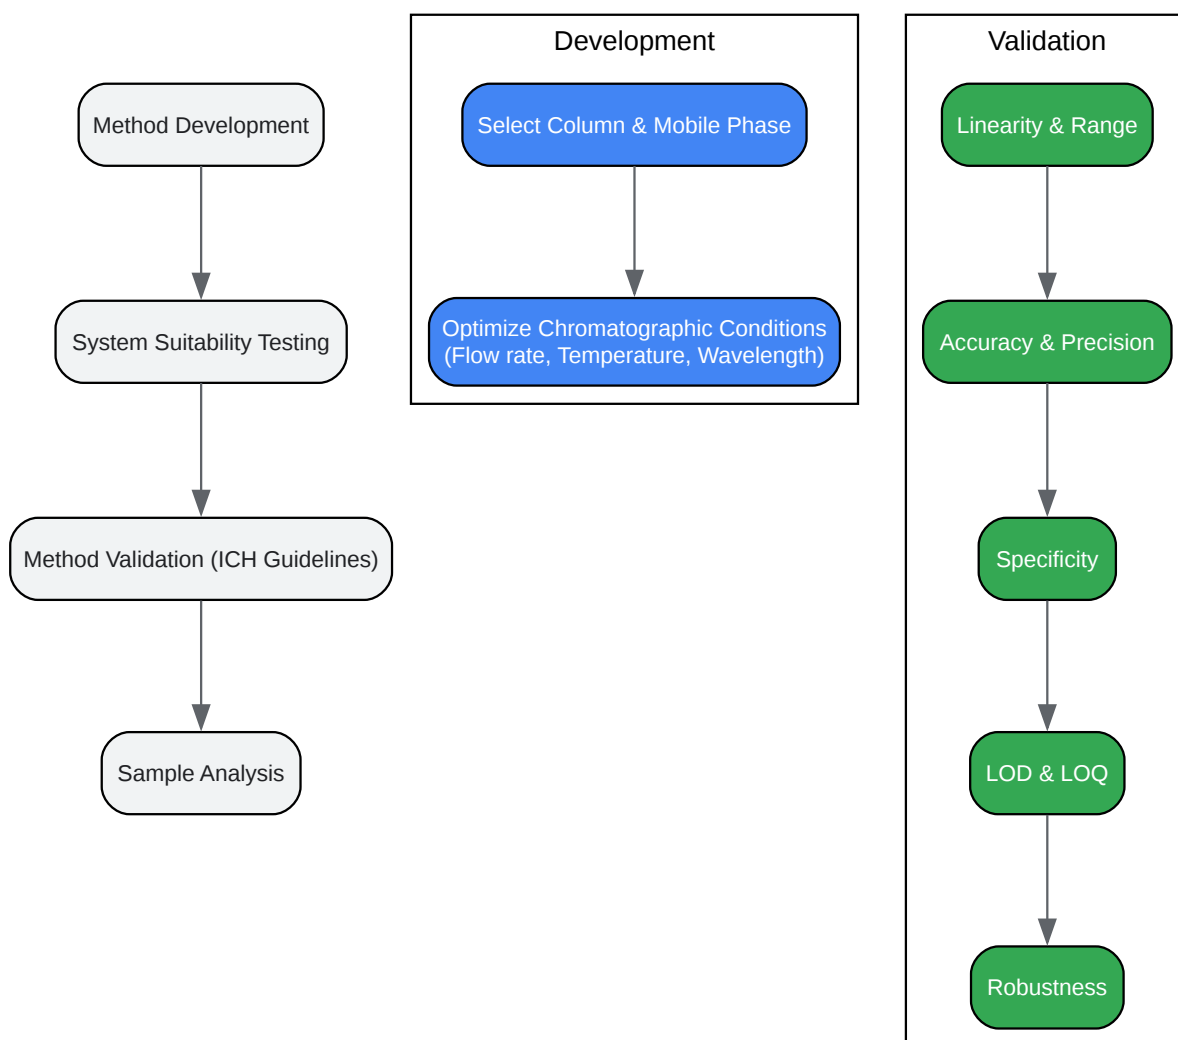 Method Development
System Suitability Testing
Method Validation (ICH Guidelines)
Sample Analysis
Development
Select Column & Mobile Phase
Optimize Chromatographic Conditions
(Flow rate, Temperature, Wavelength)
Validation
Linearity & Range
Accuracy & Precision
Specificity
LOD & LOQ
Robustness